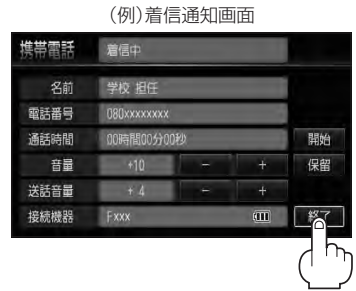 (例)着信通知画面
携帯電話 着信中
名前 学校 担任
電話番号 080xxxxxxxx
通話時間 00時間00分00秒 開始
音量 +10 - + 保留
送話音量 + 4 - +
接続機器 Fxxx 終了